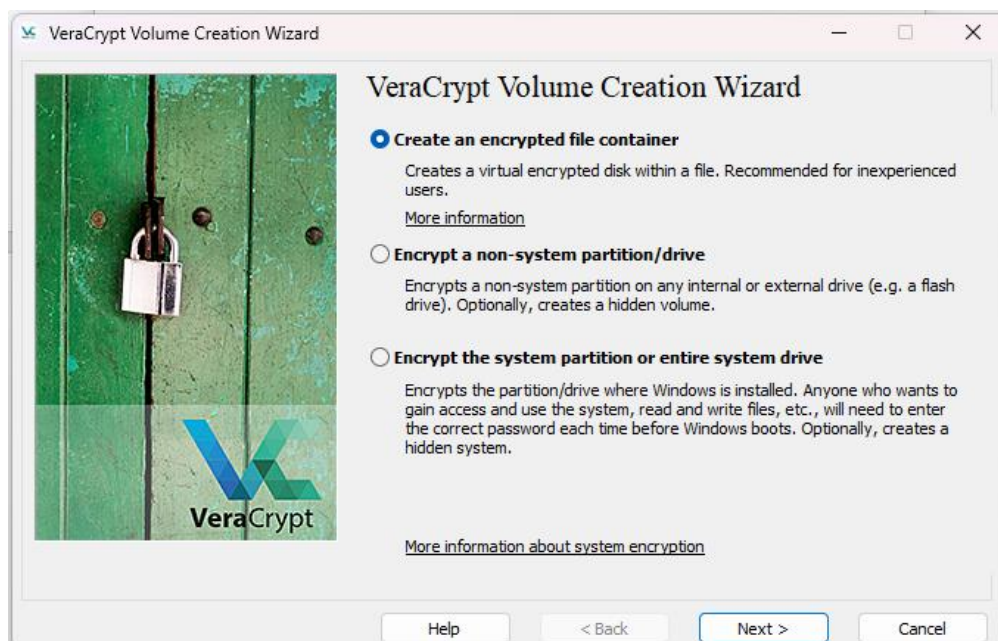 VeraCrypt Volume Creation Wizard
VeraCrypt Volume Creation Wizard
Create an encrypted file container
Creates a virtual encrypted disk within a file. Recommended for inexperienced
users.
More information
Encrypt a non-system partition/drive
Encrypts a non-system partition on any internal or external drive (e.g. a flash
drive). Optionally, creates a hidden volume.
Encrypt the system partition or entire system drive
Encrypts the partition/drive where Windows is installed. Anyone who wants to
gain access and use the system, read and write files, etc., will need to enter
the correct password each time before Windows boots. Optionally, creates a
hidden system.
VeraCrypt
More information about system encryption
Help
< Back
Next >
Cancel